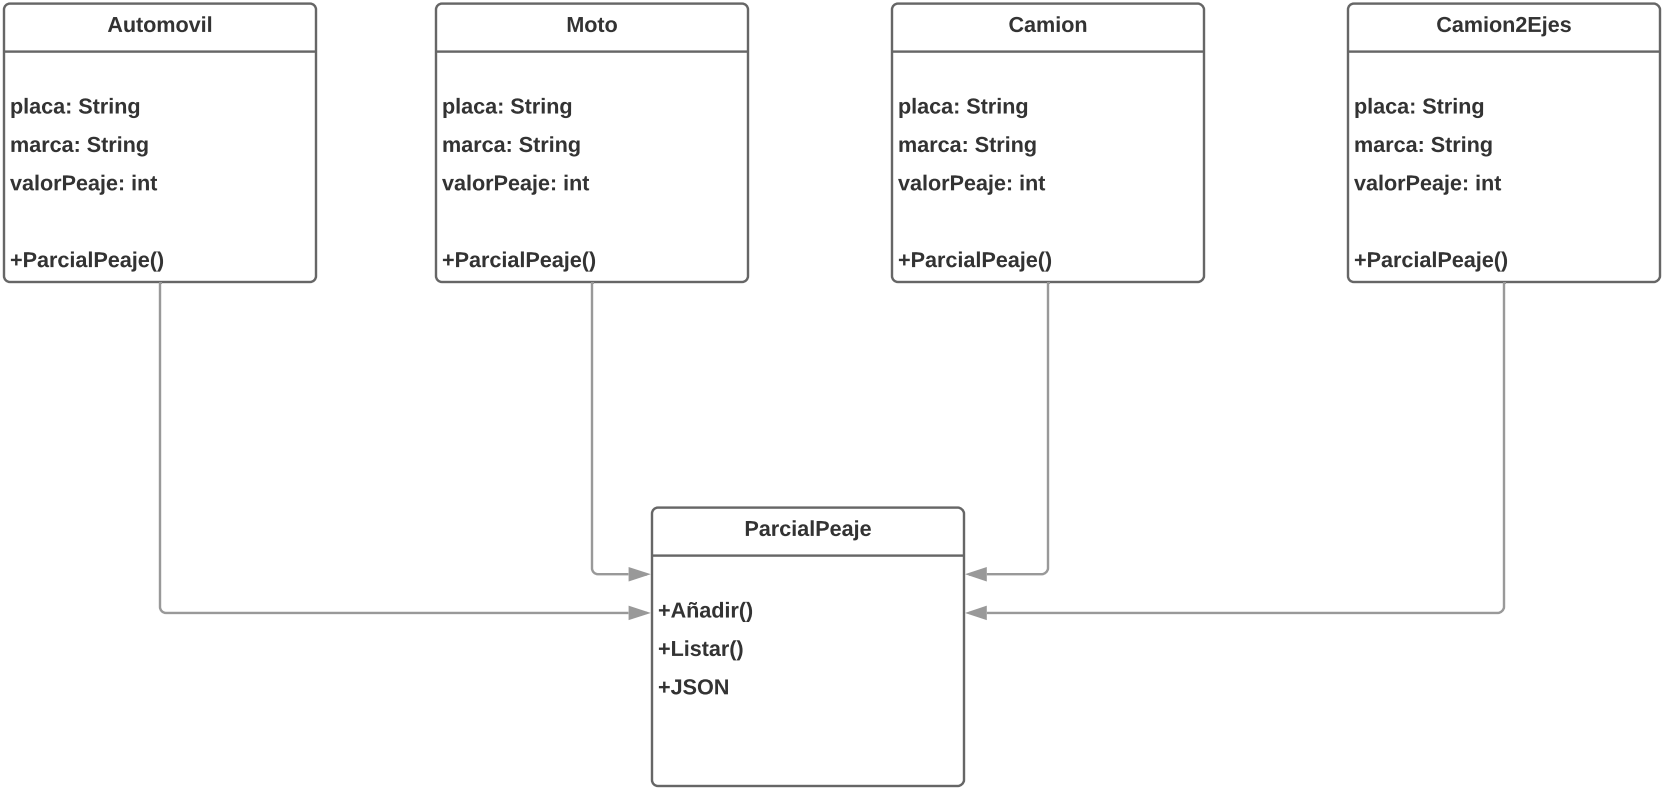 Automovil
placa: String
marca: String
valorPeaje: int
+ParcialPeaje()
Moto
placa: String
marca: String
valorPeaje: int
+ParcialPeaje()
Camion
placa: String
marca: String
valorPeaje: int
+ParcialPeaje()
Camion2Ejes
placa: String
marca: String
valorPeaje: int
+ParcialPeaje()
ParcialPeaje
+Añadir()
+Listar()
+JSON